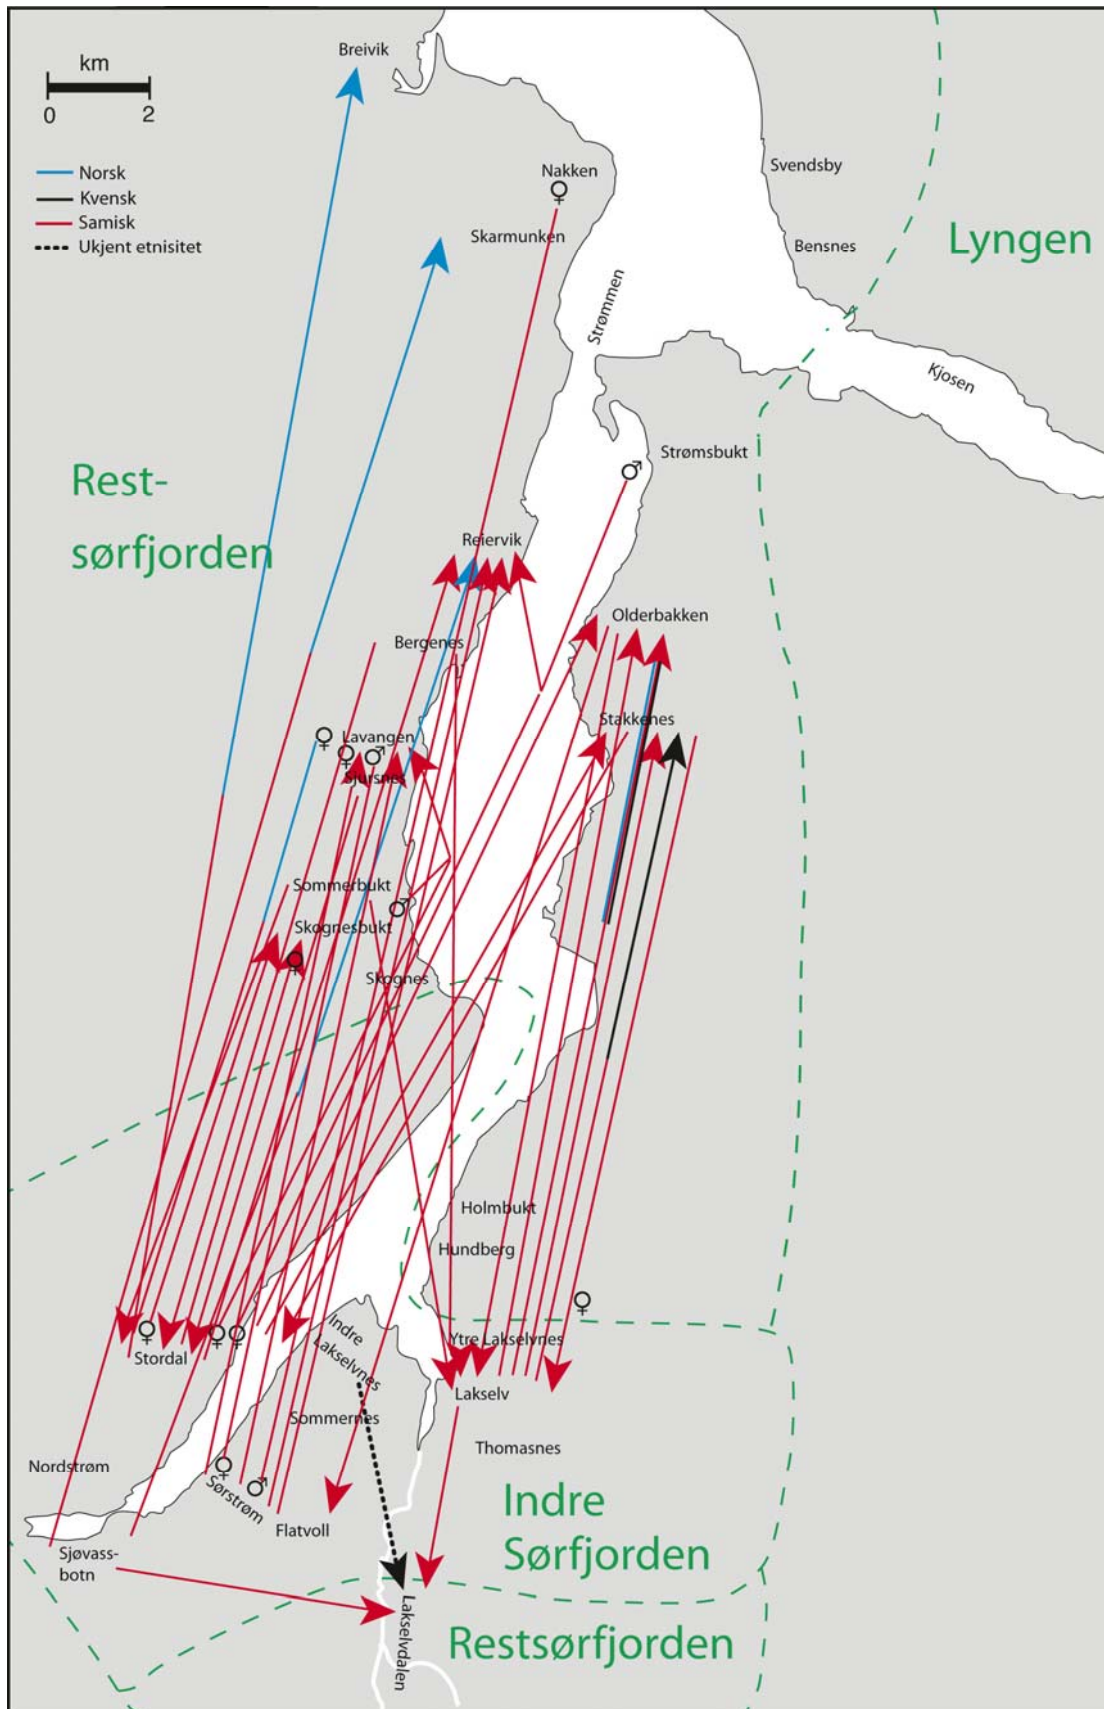 Breivik
km
0
2
Norsk
Kvensk
Samisk
Ukjent etnisitet
Nakken
Svendsby
Skarmunken
Bensnes
Lyngen
Strømmen
Kjosen
Strømsbukt
Rest-
sørfjorden
Reiervik
Olderbakken
Bergenes
Stakkenes
Lavangen
Sjursnes
Sommerbukt
Skognesbukt
Skognes
Holmbukt
Hundberg
Indre
Lakselvnes
Ytre Lakselvnes
Stordal
Lakselv
Sommernes
Thomasnes
Nordstrøm
Sørstrøm
Flatvoll
Indre
Sørfjorden
Sjøvass-
botn
Lakselvdalen
Restsørfjorden